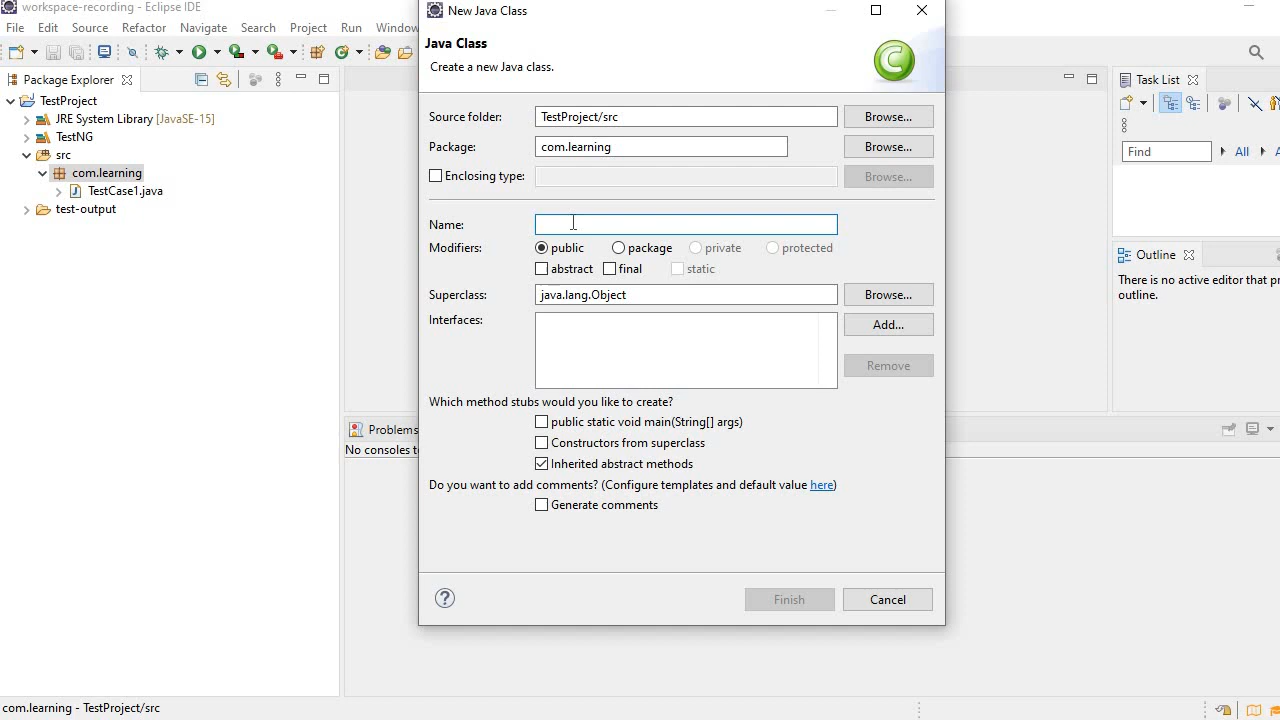 workspace-recording - Eclipse IDE
File Edit Source Refactor Navigate Search Project Run Window
Package Explorer
TestProject
JRE System Library [JavaSE-15]
TestNG
src
com.learning
TestCase1.java
test-output
New Java Class
Java Class
Create a new Java class.
Source folder: TestProject/src Browse...
Package: com.learning Browse...
Enclosing type: Browse...
Name:
Modifiers: public package private protected
abstract final static
Superclass: java.lang.Object Browse...
Interfaces: Add...
Remove
Which method stubs would you like to create?
public static void main(String[] args)
Constructors from superclass
Inherited abstract methods
Do you want to add comments? (Configure templates and default value here)
Generate comments
Finish Cancel
Task List
Find All
Outline
There is no active editor that
outline.
Problems
No consoles
com.learning - TestProject/src